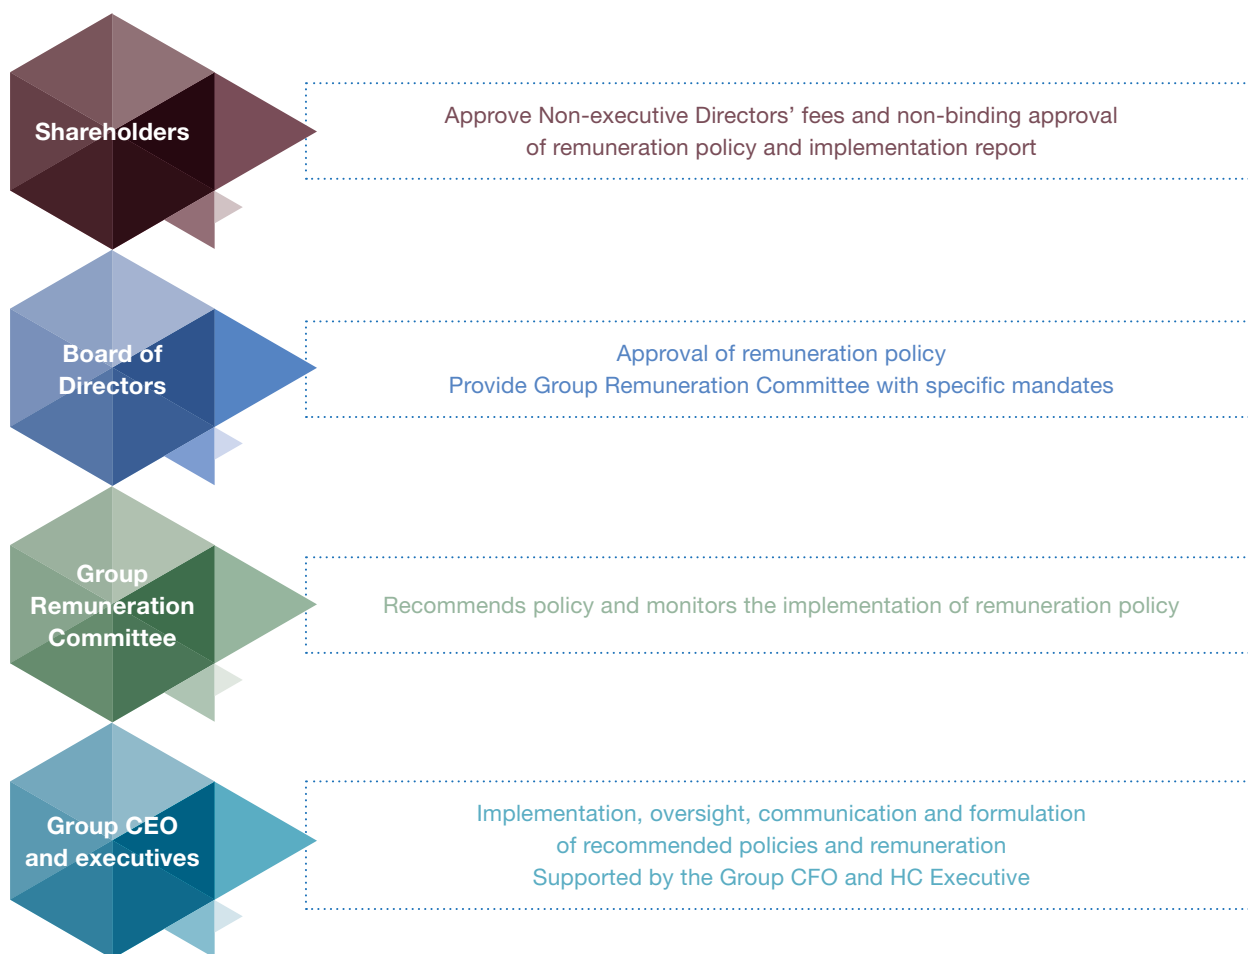 Shareholders
Approve Non-executive Directors’ fees and non-binding approval
of remuneration policy and implementation report
Board of
Directors
Approval of remuneration policy
Provide Group Remuneration Committee with specific mandates
Group
Remuneration
Committee
Recommends policy and monitors the implementation of remuneration policy
Group CEO
and executives
Implementation, oversight, communication and formulation
of recommended policies and remuneration
Supported by the Group CFO and HC Executive